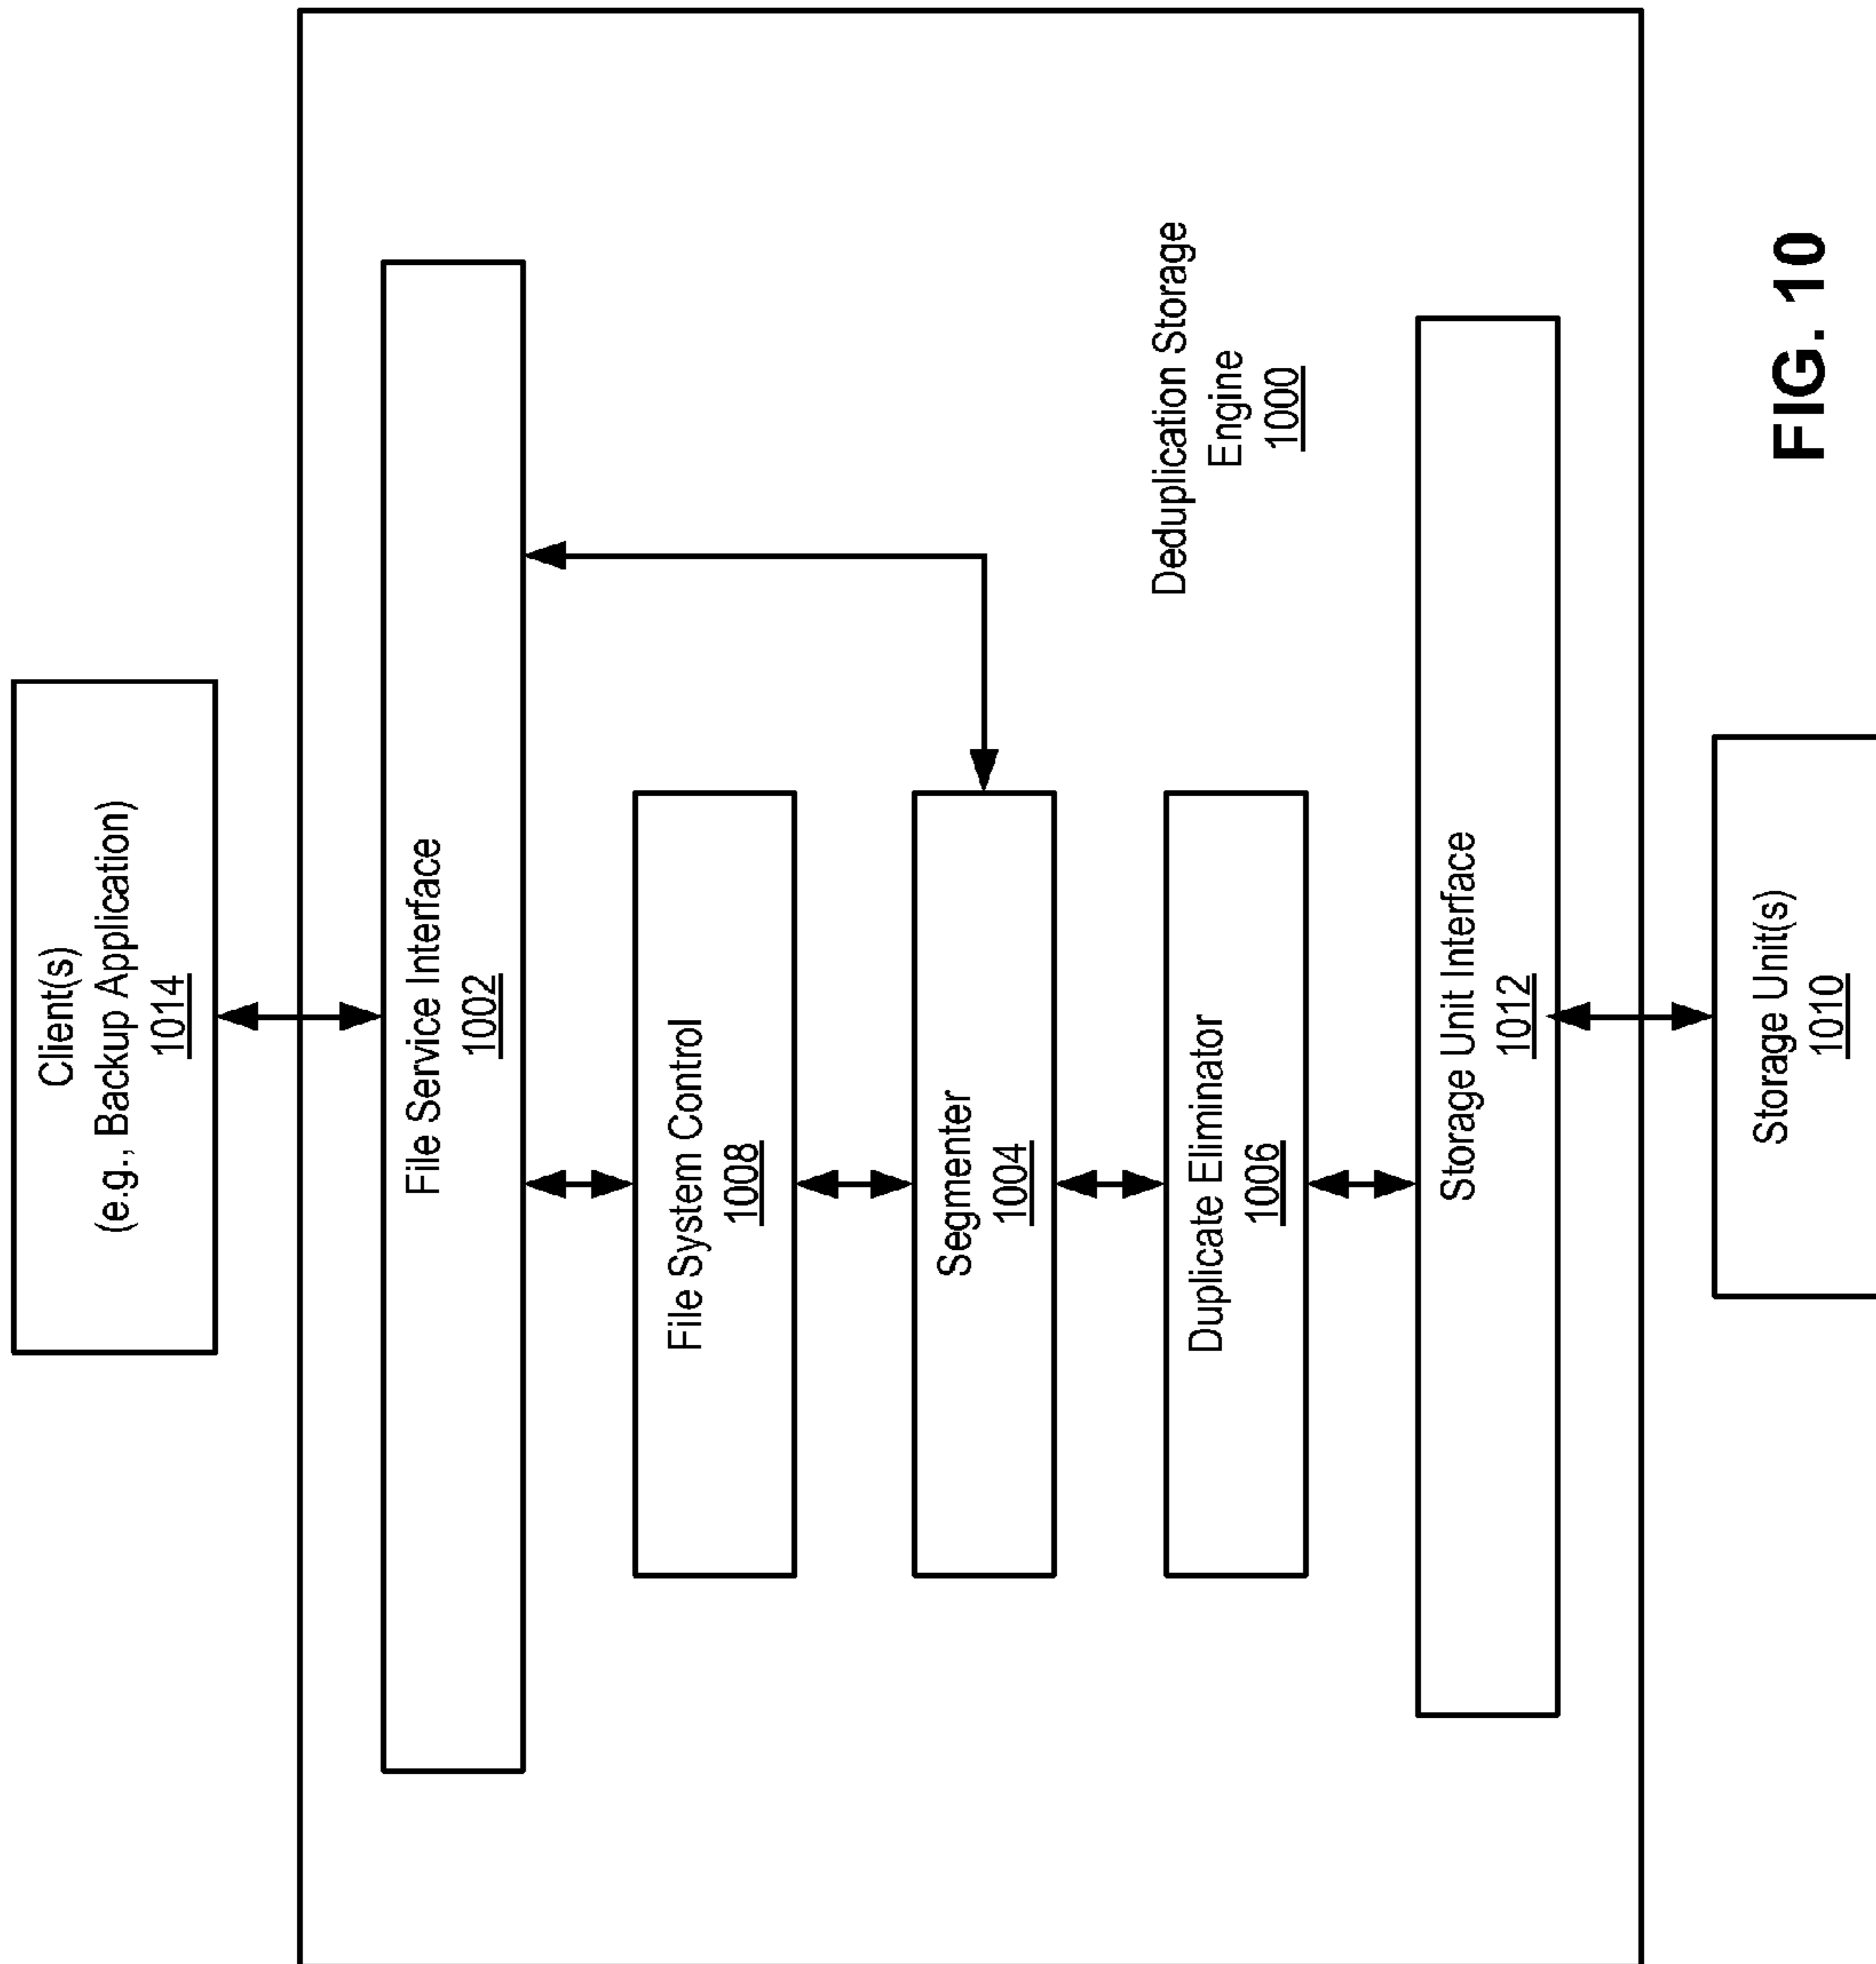 Client(s)
(e.g., Backup Application)
1014
File Service Interface
1002
File System Control
1008
Segmenter
1004
Duplicate Eliminator
1006
Deduplication Storage
Engine
1000
Storage Unit Interface
1012
Storage Unit(s)
1010
FIG. 10